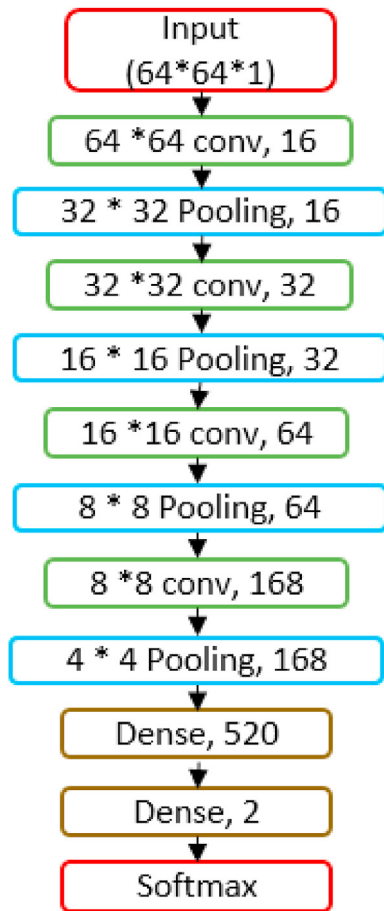 Input
(64*64*1)
64 *64 conv, 16
32 * 32 Pooling, 16
32 *32 conv, 32
16 * 16 Pooling, 32
16 *16 conv, 64
8 * 8 Pooling, 64
8 *8 conv, 168
4 * 4 Pooling, 168
Dense, 520
Dense, 2
Softmax